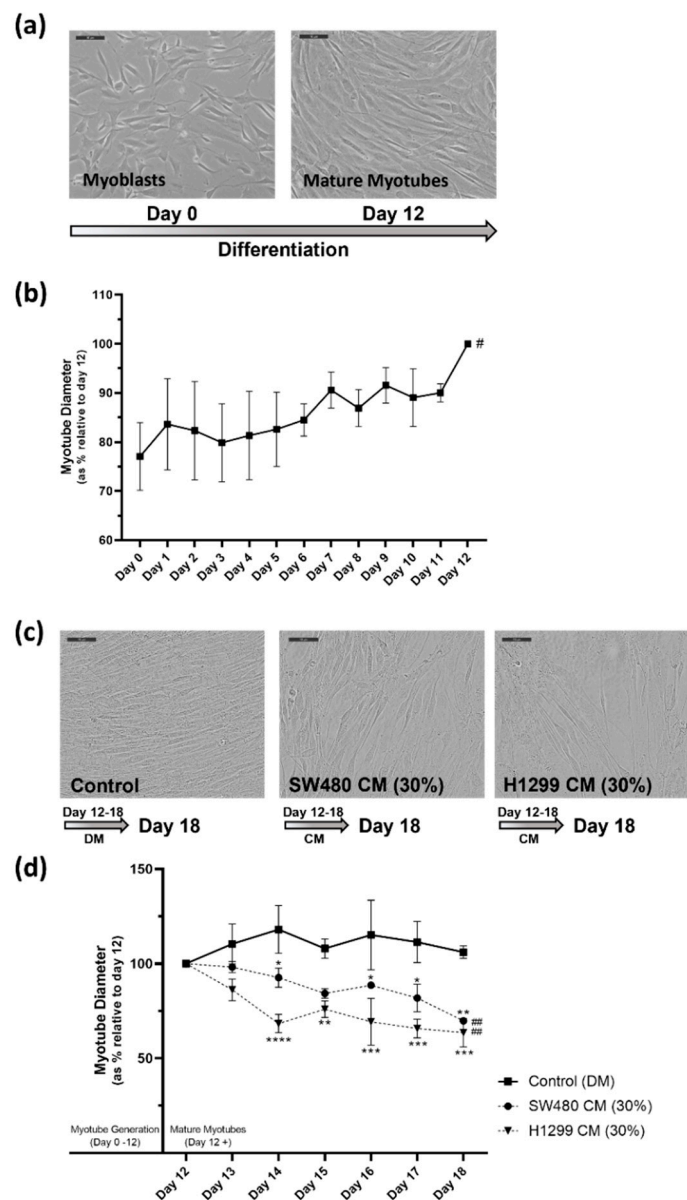 (a)
Myoblasts
Mature Myotubes
Day 0
Day 12
Differentiation
(b)
Myotube Diameter
(as % relative to day 12)
110
100
90
80
70
60
#
Day 0
Day 1
Day 2
Day 3
Day 4
Day 5
Day 6
Day 7
Day 8
Day 9
Day 10
Day 11
Day 12
(c)
Control
SW480 CM (30%)
H1299 CM (30%)
Day 12-18
DM
Day 18
Day 12-18
CM
Day 18
Day 12-18
CM
Day 18
(d)
Myotube Diameter
(as % relative to day 12)
150
100
50
*
*
*
**
##
##
****
**
***
***
***
Control (DM)
SW480 CM (30%)
H1299 CM (30%)
Myotube Generation
(Day 0 -12)
Mature Myotubes
(Day 12 +)
Day 12
Day 13
Day 14
Day 15
Day 16
Day 17
Day 18